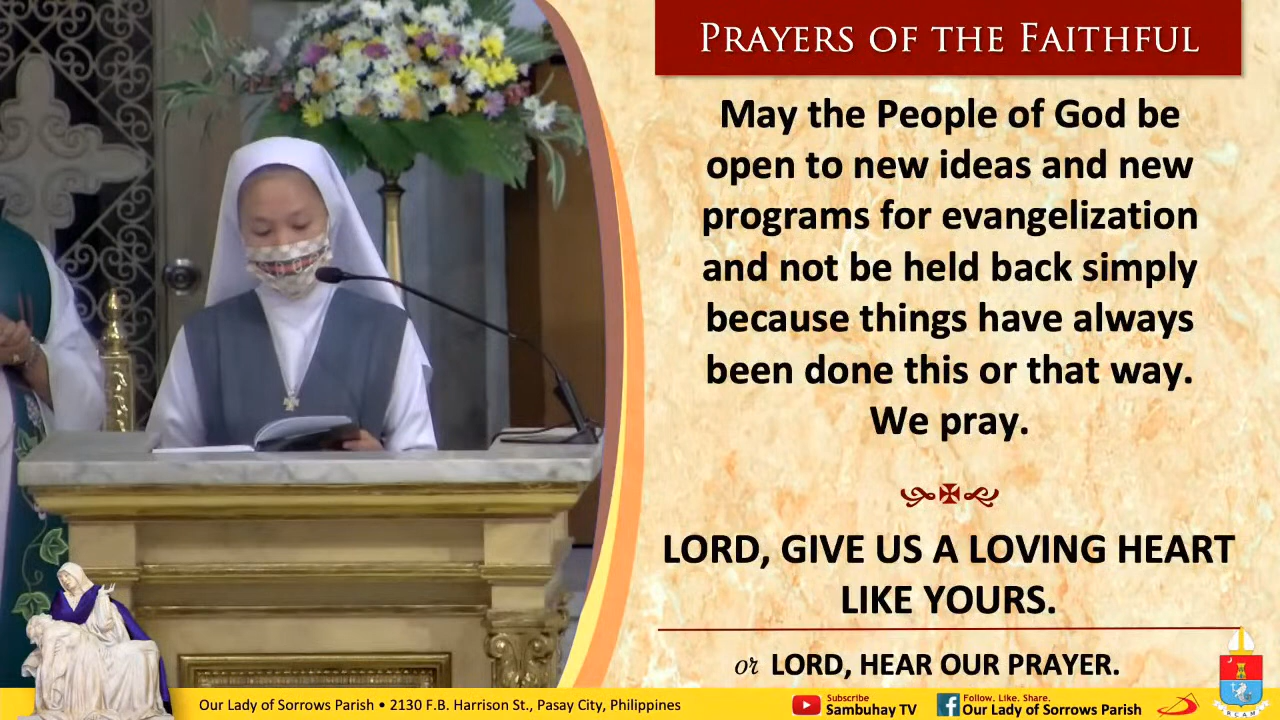 PRAYERS OF THE FAITHFUL
May the People of God be
open to new ideas and new
programs for evangelization
and not be held back simply
because things have always
been done this or that way.
We pray.
LORD, GIVE US A LOVING HEART
LIKE YOURS.
or LORD, HEAR OUR PRAYER.
Our Lady of Sorrows Parish • 2130 F.B. Harrison St., Pasay City, Philippines
Subscribe
Sambuhay TV
Follow. Like. Share.
Our Lady of Sorrows Parish
RCAM